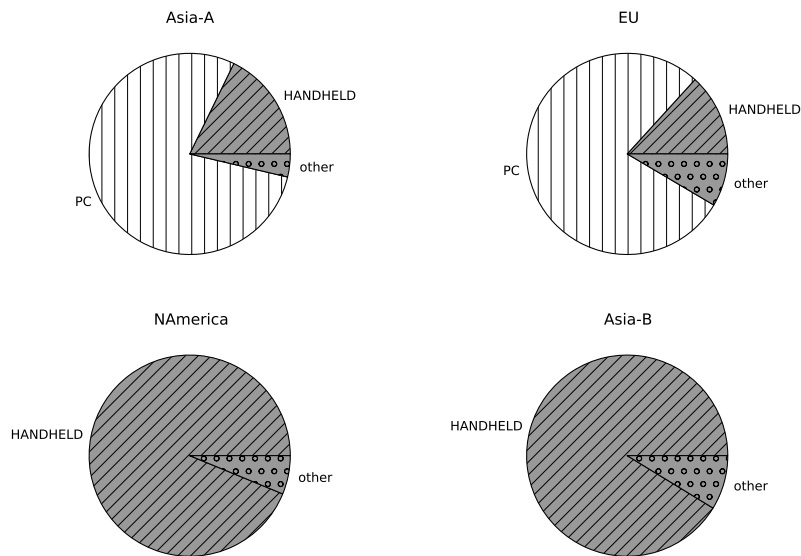 Asia-A
HANDHELD
other
PC
EU
HANDHELD
PC
other
NAmerica
HANDHELD
other
Asia-B
HANDHELD
other